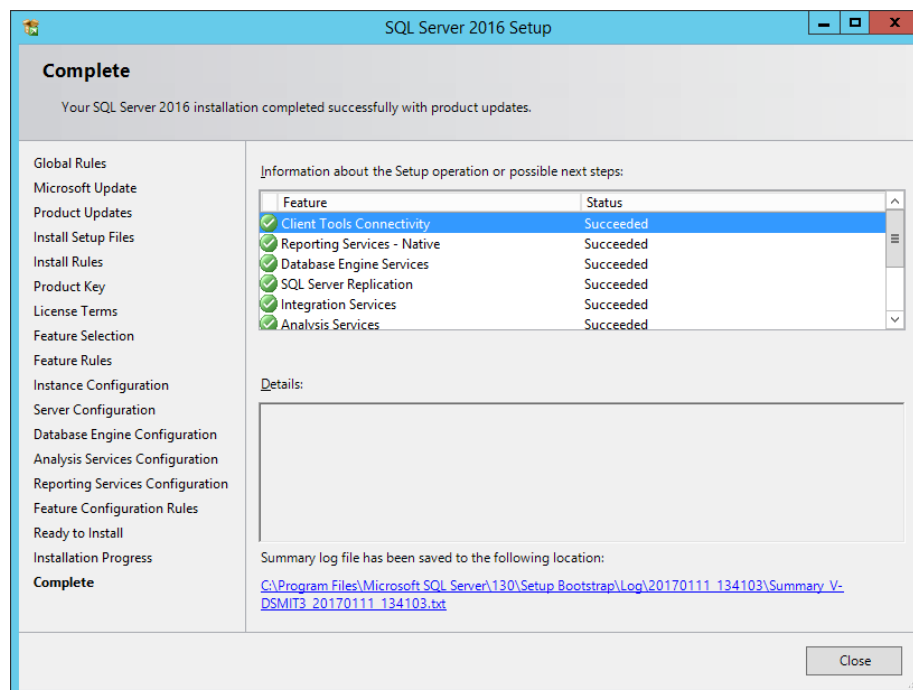 SQL Server 2016 Setup
Complete
Your SQL Server 2016 installation completed successfully with product updates.
Global Rules
Microsoft Update
Product Updates
Install Setup Files
Install Rules
Product Key
License Terms
Feature Selection
Feature Rules
Instance Configuration
Server Configuration
Database Engine Configuration
Analysis Services Configuration
Reporting Services Configuration
Feature Configuration Rules
Ready to Install
Installation Progress
Complete
Information about the Setup operation or possible next steps:
Feature Status
Client Tools Connectivity Succeeded
Reporting Services - Native Succeeded
Database Engine Services Succeeded
SQL Server Replication Succeeded
Integration Services Succeeded
Analysis Services Succeeded
Details:
Summary log file has been saved to the following location:
C:\Program Files\Microsoft SQL Server\130\Setup Bootstrap\Log\20170111_134103\Summary_V-
DSMIT3_20170111_134103.txt
Close